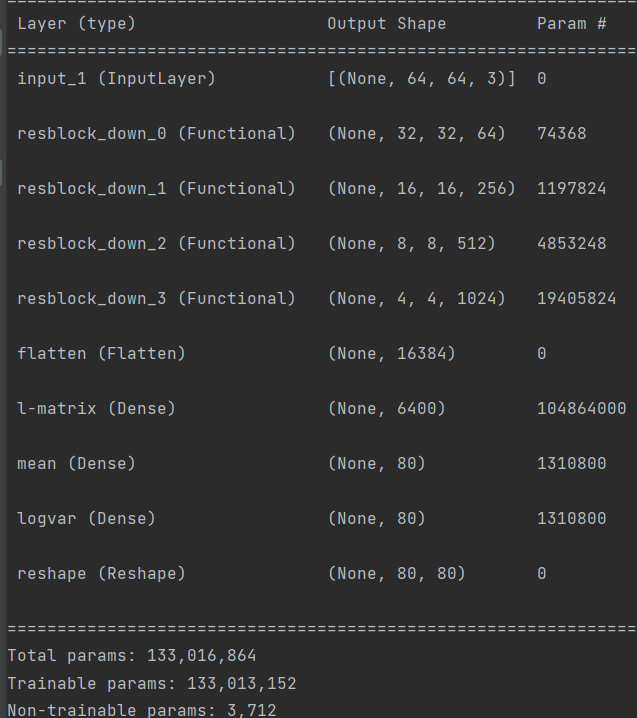 ================================================================
Layer (type) Output Shape Param #
================================================================
input_1 (InputLayer) [(None, 64, 64, 3)] 0
resblock_down_0 (Functional) (None, 32, 32, 64) 74368
resblock_down_1 (Functional) (None, 16, 16, 256) 1197824
resblock_down_2 (Functional) (None, 8, 8, 512) 4853248
resblock_down_3 (Functional) (None, 4, 4, 1024) 19405824
flatten (Flatten) (None, 16384) 0
l-matrix (Dense) (None, 6400) 104864000
mean (Dense) (None, 80) 1310800
logvar (Dense) (None, 80) 1310800
reshape (Reshape) (None, 80, 80) 0
================================================================
Total params: 133,016,864
Trainable params: 133,013,152
Non-trainable params: 3,712